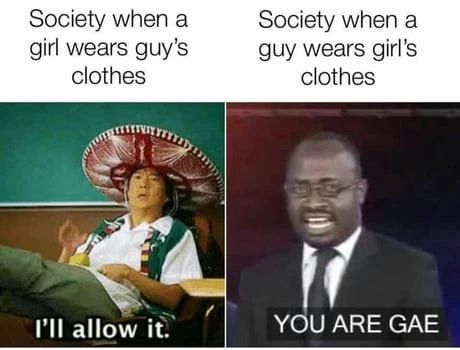 Society when a
girl wears guy's
clothes
Society when a
guy wears girl's
clothes
I'll allow it.
YOU ARE GAE